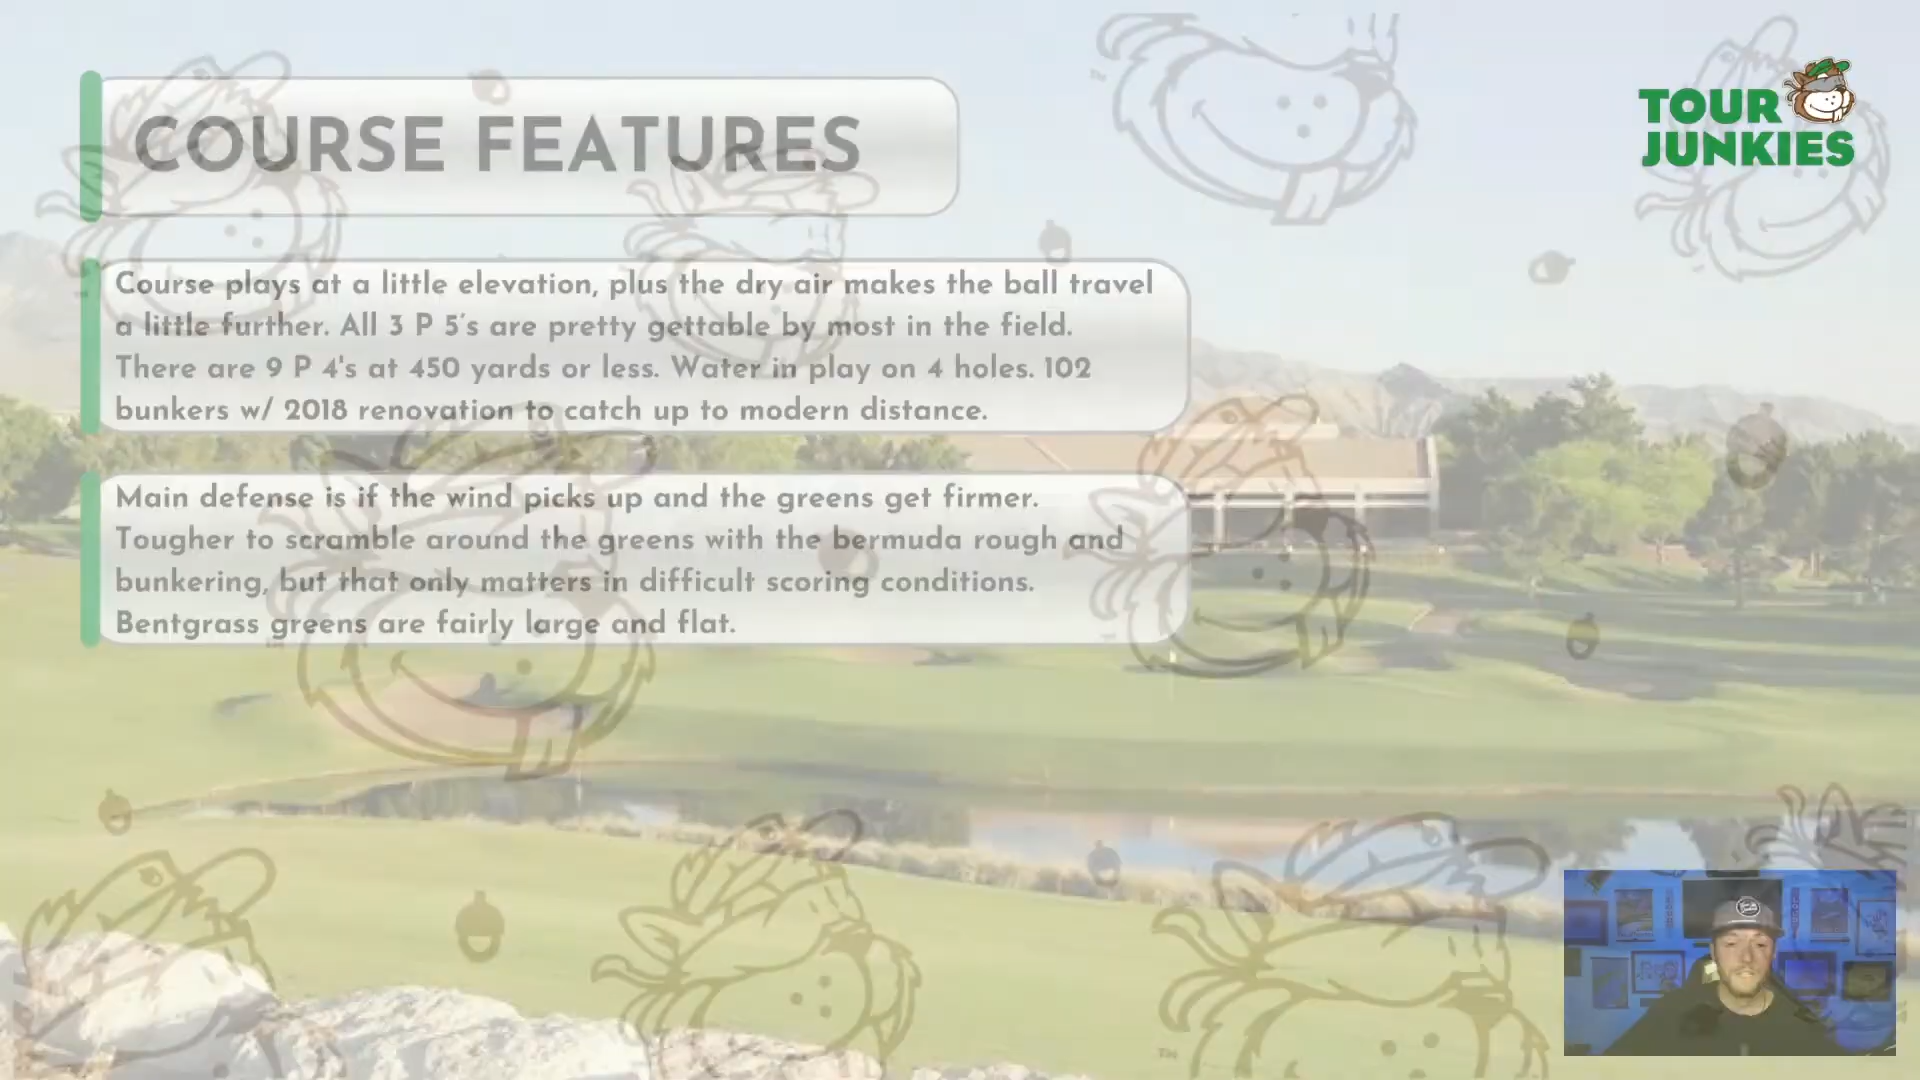 COURSE FEATURES
TOUR
JUNKIES
Course plays at a little elevation, plus the dry air makes the ball travel
a little further. All 3 P 5's are pretty gettable by most in the field.
There are 9 P 4's at 450 yards or less. Water in play on 4 holes. 102
bunkers w/ 2018 renovation to catch up to modern distance.
Main defense is if the wind picks up and the greens get firmer.
Tougher to scramble around the greens with the bermuda rough and
bunkering, but that only matters in difficult scoring conditions.
Bentgrass greens are fairly large and flat.
TM